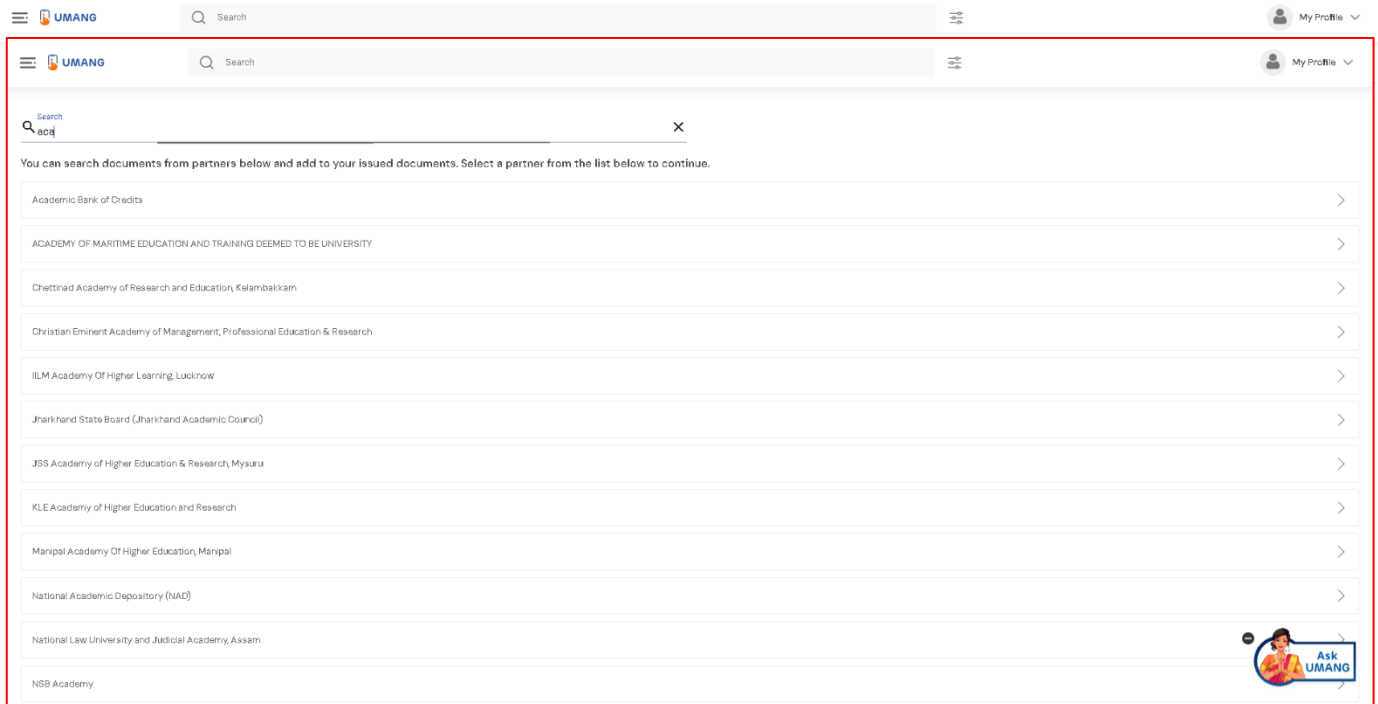 UMANG
Search
My Profile
UMANG
Search
My Profile
Search
aca
You can search documents from partners below and add to your issued documents. Select a partner from the list below to continue.
Academic Bank of Credits
ACADEMY OF MARITIME EDUCATION AND TRAINING DEEMED TO BE UNIVERSITY
Chettinad Academy of Research and Education, Kelambakkam
Christian Eminent Academy of Management, Professional Education & Research
IILM Academy Of Higher Learning, Lucknow
Jharkhand State Board (Jharkhand Academic Council)
JSS Academy of Higher Education & Research, Mysuru
KLE Academy of Higher Education and Research
Manipal Academy Of Higher Education, Manipal
National Academic Depository (NAD)
National Law University and Judicial Academy, Assam
Ask
UMANG
NSB Academy